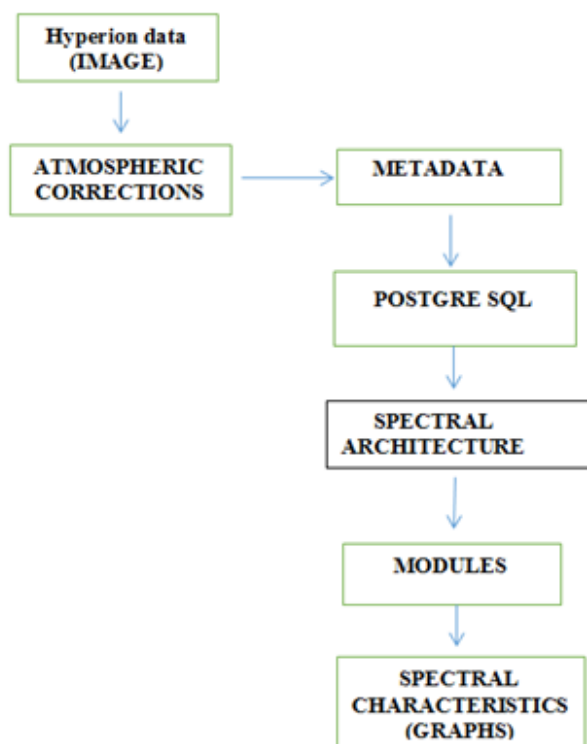 Hyperion data
(IMAGE)
ATMOSPHERIC
CORRECTIONS
METADATA
POSTGRE SQL
SPECTRAL
ARCHITECTURE
MODULES
SPECTRAL
CHARACTERISTICS
(GRAPHS)